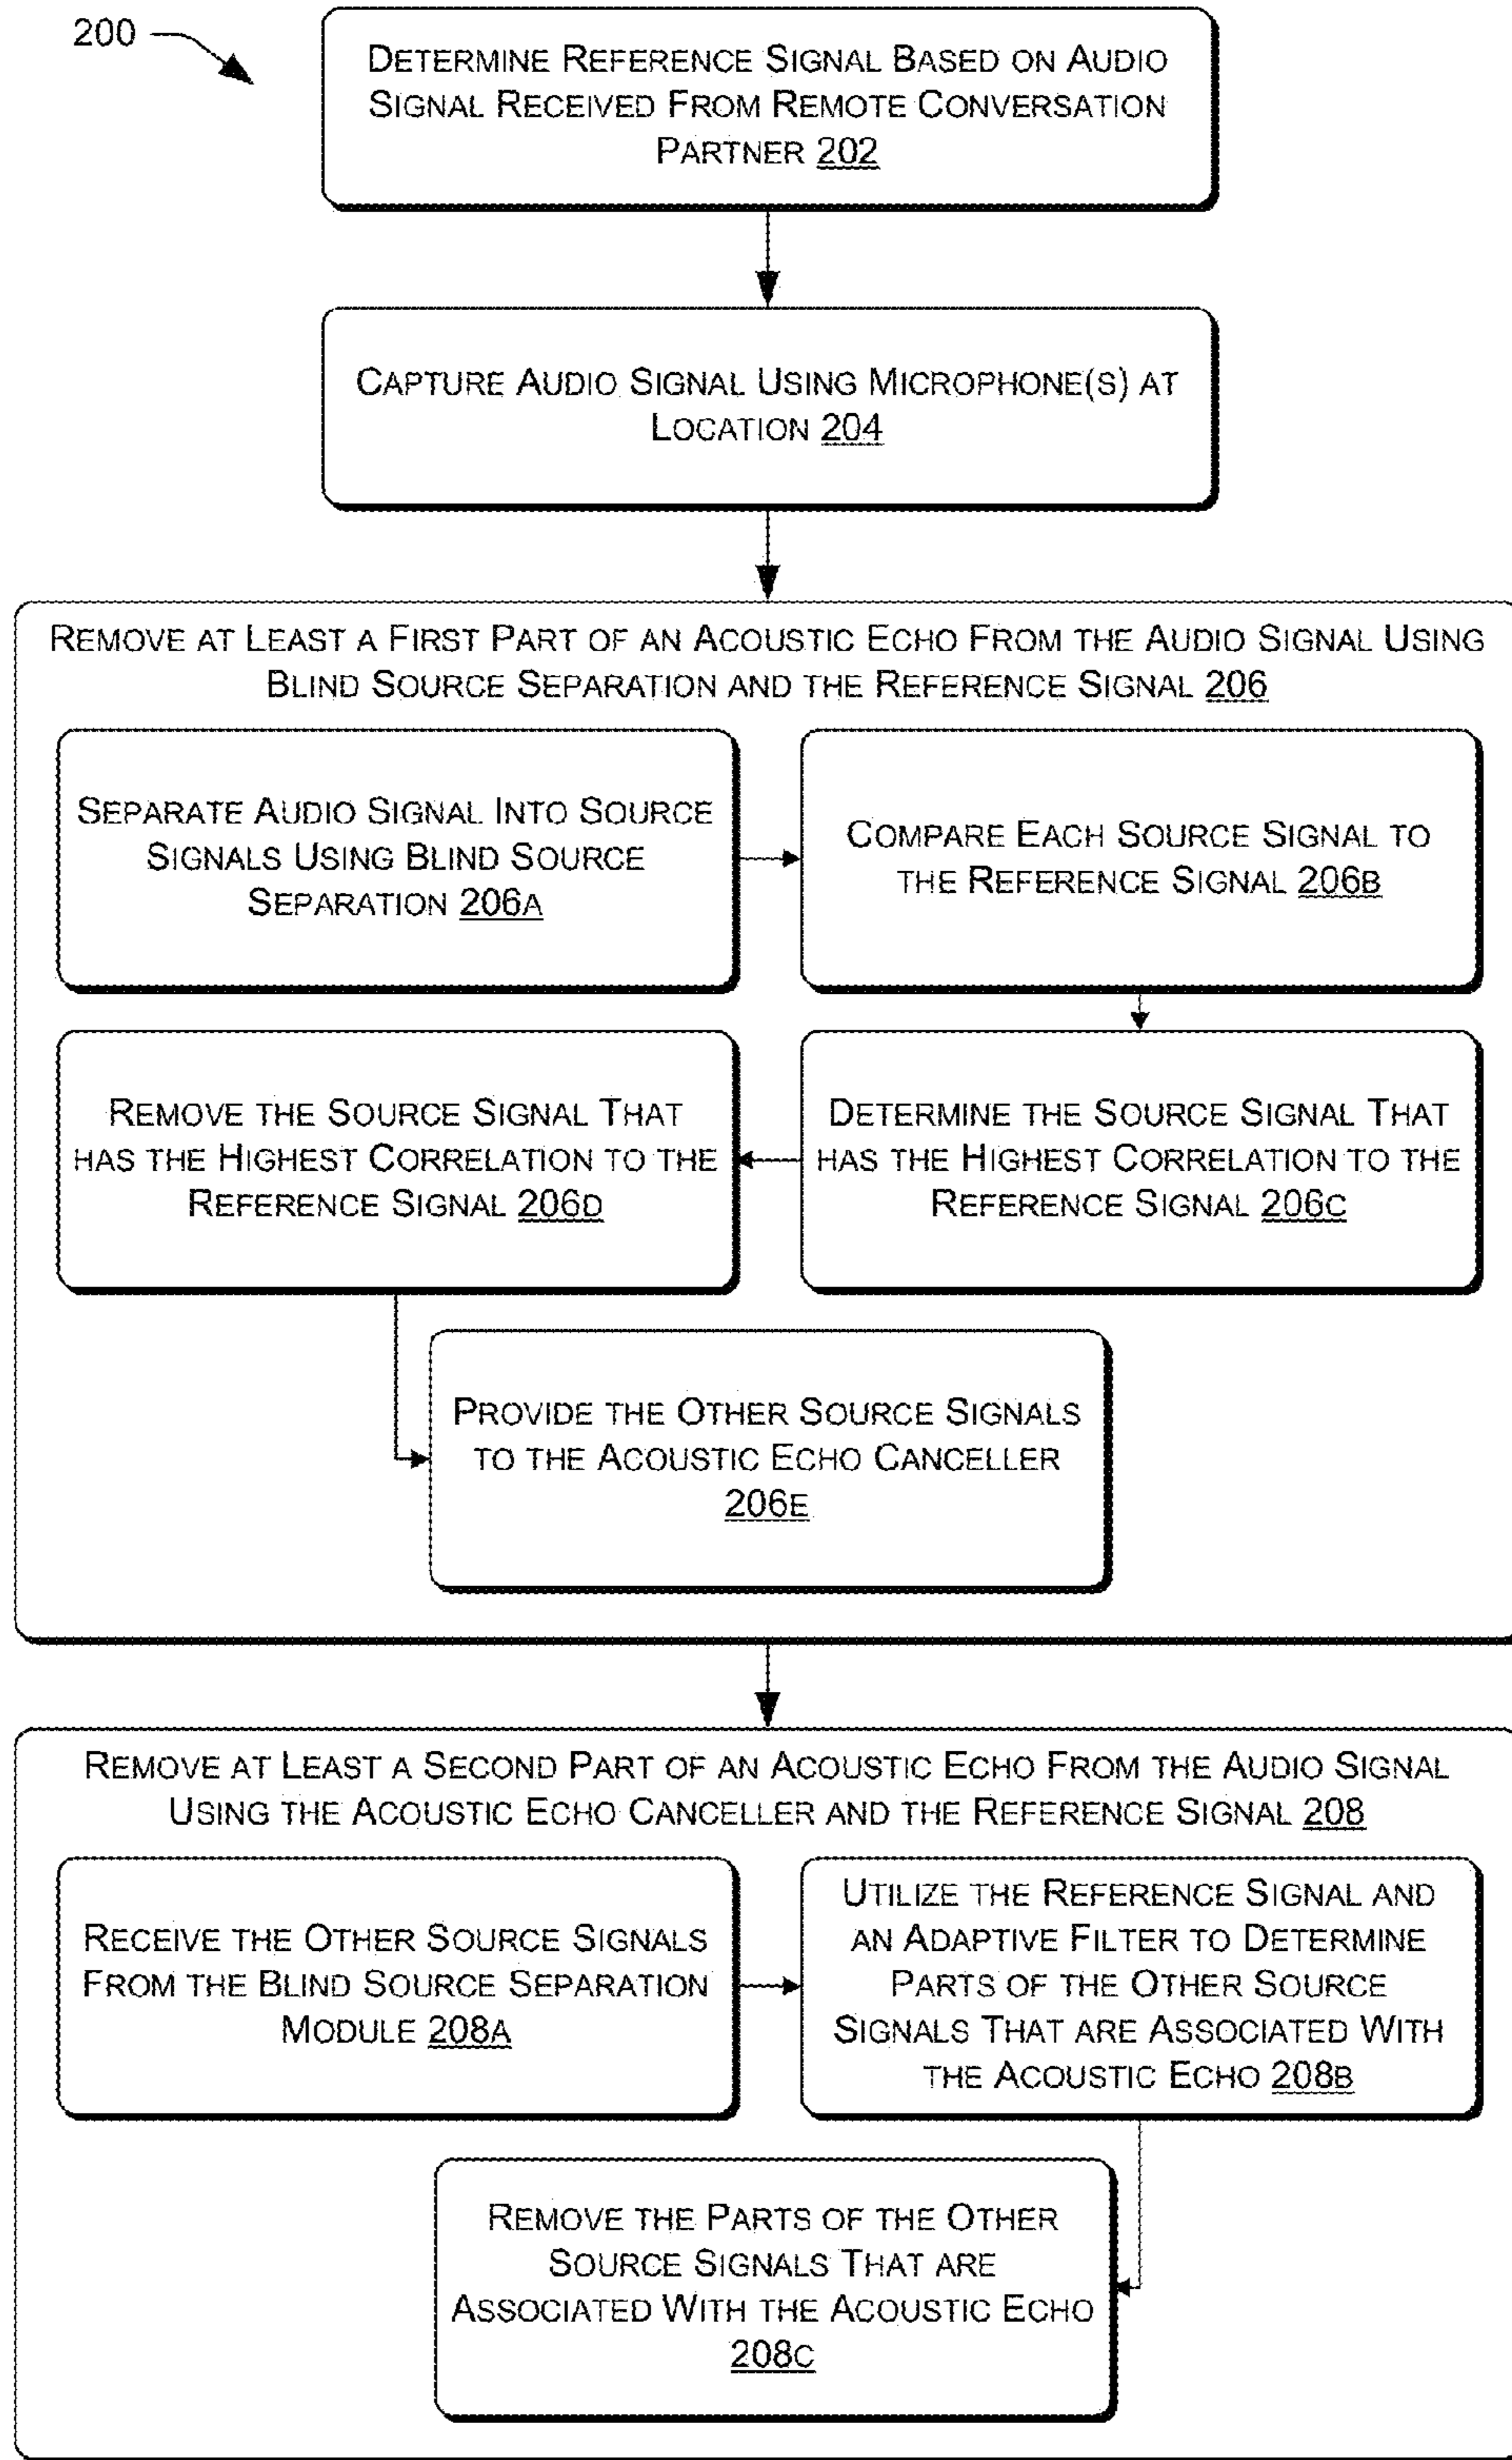 200
DETERMINE REFERENCE SIGNAL BASED ON AUDIO
SIGNAL RECEIVED FROM REMOTE CONVERSATION
PARTNER 202
CAPTURE AUDIO SIGNAL USING MICROPHONE(S) AT
LOCATION 204
REMOVE AT LEAST A FIRST PART OF AN ACOUSTIC ECHO FROM THE AUDIO SIGNAL USING
BLIND SOURCE SEPARATION AND THE REFERENCE SIGNAL 206
SEPARATE AUDIO SIGNAL INTO SOURCE
SIGNALS USING BLIND SOURCE
SEPARATION 206A
COMPARE EACH SOURCE SIGNAL TO
THE REFERENCE SIGNAL 206B
DETERMINE THE SOURCE SIGNAL THAT
HAS THE HIGHEST CORRELATION TO THE
REFERENCE SIGNAL 206C
REMOVE THE SOURCE SIGNAL THAT
HAS THE HIGHEST CORRELATION TO THE
REFERENCE SIGNAL 206D
PROVIDE THE OTHER SOURCE SIGNALS
TO THE ACOUSTIC ECHO CANCELLER
206E
REMOVE AT LEAST A SECOND PART OF AN ACOUSTIC ECHO FROM THE AUDIO SIGNAL
USING THE ACOUSTIC ECHO CANCELLER AND THE REFERENCE SIGNAL 208
RECEIVE THE OTHER SOURCE SIGNALS
FROM THE BLIND SOURCE SEPARATION
MODULE 208A
UTILIZE THE REFERENCE SIGNAL AND
AN ADAPTIVE FILTER TO DETERMINE
PARTS OF THE OTHER SOURCE
SIGNALS THAT ARE ASSOCIATED WITH
THE ACOUSTIC ECHO 208B
REMOVE THE PARTS OF THE OTHER
SOURCE SIGNALS THAT ARE
ASSOCIATED WITH THE ACOUSTIC ECHO
208C